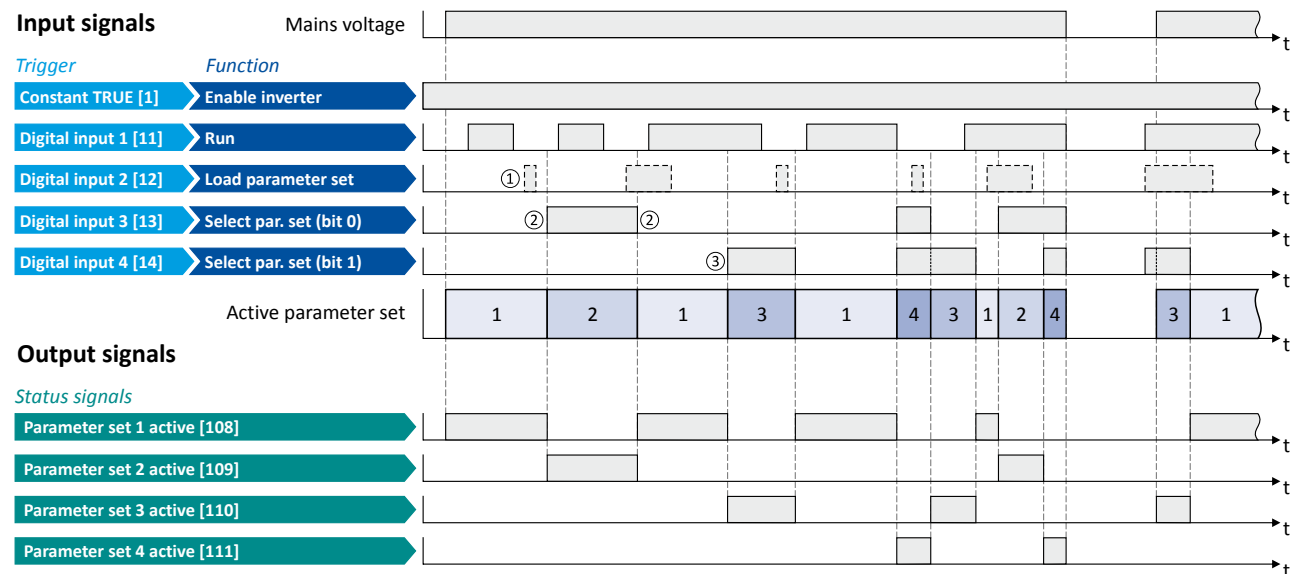 Input signals
Mains voltage
t
Trigger Function
Constant TRUE [1] Enable inverter
t
Digital input 1 [11] Run
t
Digital input 2 [12] Load parameter set ①
t
Digital input 3 [13] Select par. set (bit 0) ② ②
t
Digital input 4 [14] Select par. set (bit 1) ③
t
Active parameter set 1 2 1 3 1 4 3 1 2 4 3 1
t
Output signals
Status signals
Parameter set 1 active [108]
t
Parameter set 2 active [109]
t
Parameter set 3 active [110]
t
Parameter set 4 active [111]
t